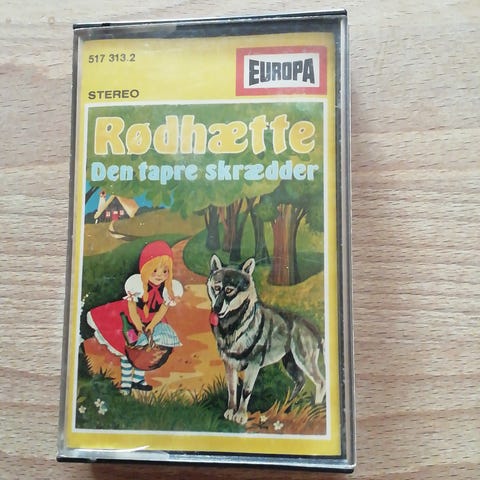 517 313.2
EUROPA
STEREO
Rødhætte
Den tapre skrædder